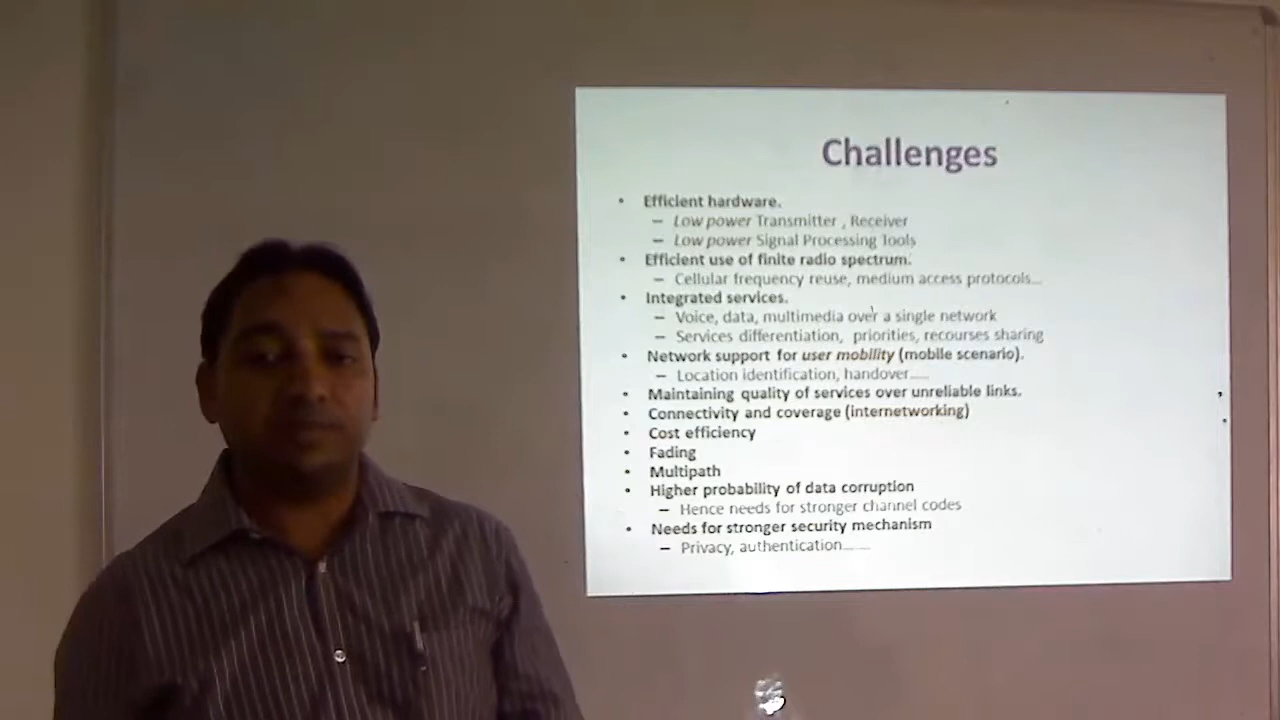 Challenges
• Efficient hardware.
– Low power Transmitter , Receiver
– Low power Signal Processing Tools
• Efficient use of finite radio spectrum.
– Cellular frequency reuse, medium access protocols...
• Integrated services.
– Voice, data, multimedia over a single network
– Services differentiation, priorities, recourses sharing
• Network support for user mobility (mobile scenario).
– Location identification, handover......
• Maintaining quality of services over unreliable links.
• Connectivity and coverage (internetworking)
• Cost efficiency
• Fading
• Multipath
• Higher probability of data corruption
– Hence needs for stronger channel codes
• Needs for stronger security mechanism
– Privacy, authentication........